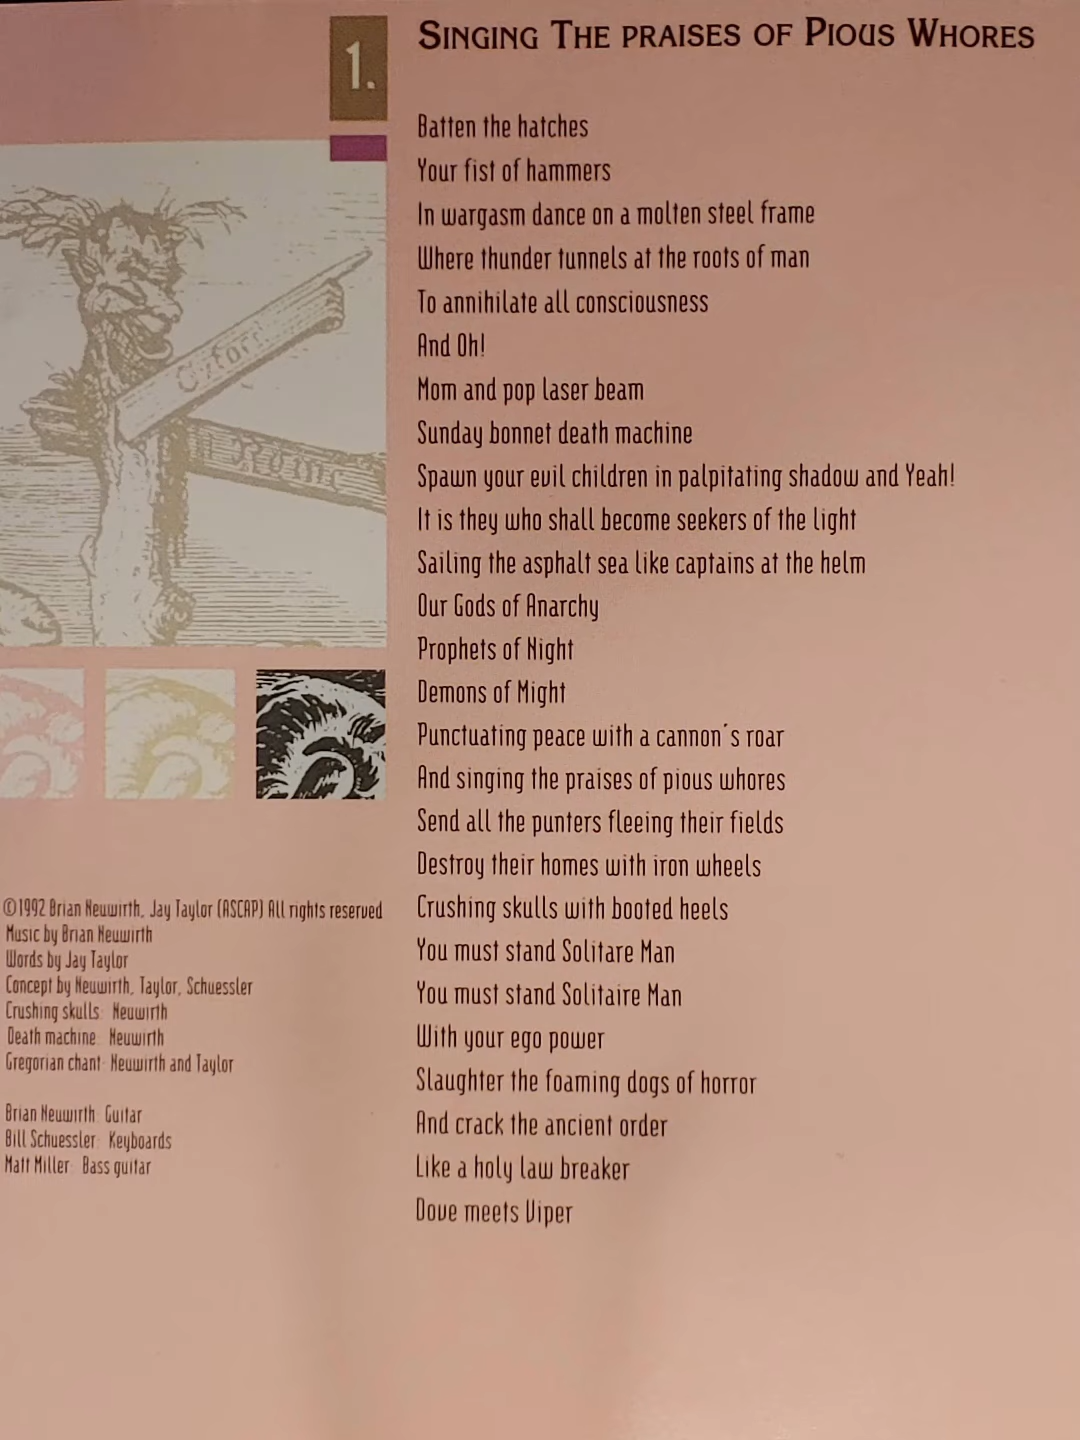 1.
Singing The praises of Pious Whores
Batten the hatches
Your fist of hammers
In wargasm dance on a molten steel frame
Where thunder tunnels at the roots of man
To annihilate all consciousness
And Oh!
Mom and pop laser beam
Sunday bonnet death machine
Spawn your evil children in palpitating shadow and Yeah!
It is they who shall become seekers of the light
Sailing the asphalt sea like captains at the helm
Our Gods of Anarchy
Prophets of Night
Demons of Might
Punctuating peace with a cannon´s roar
And singing the praises of pious whores
Send all the punters fleeing their fields
Destroy their homes with iron wheels
Crushing skulls with booted heels
You must stand Solitare Man
You must stand Solitaire Man
With your ego power
Slaughter the foaming dogs of horror
And crack the ancient order
Like a holy law breaker
Dove meets Viper
©1992 Brian Neuwirth, Jay Taylor (ASCAP) All rights reserved
Music by Brian Neuwirth
Words by Jay Taylor
Concept by Neuwirth, Taylor, Schuessler
Crushing skulls: Neuwirth
Death machine: Neuwirth
Gregorian chant: Neuwirth and Taylor
Brian Neuwirth: Guitar
Bill Schuessler: Keyboards
Matt Miller: Bass guitar